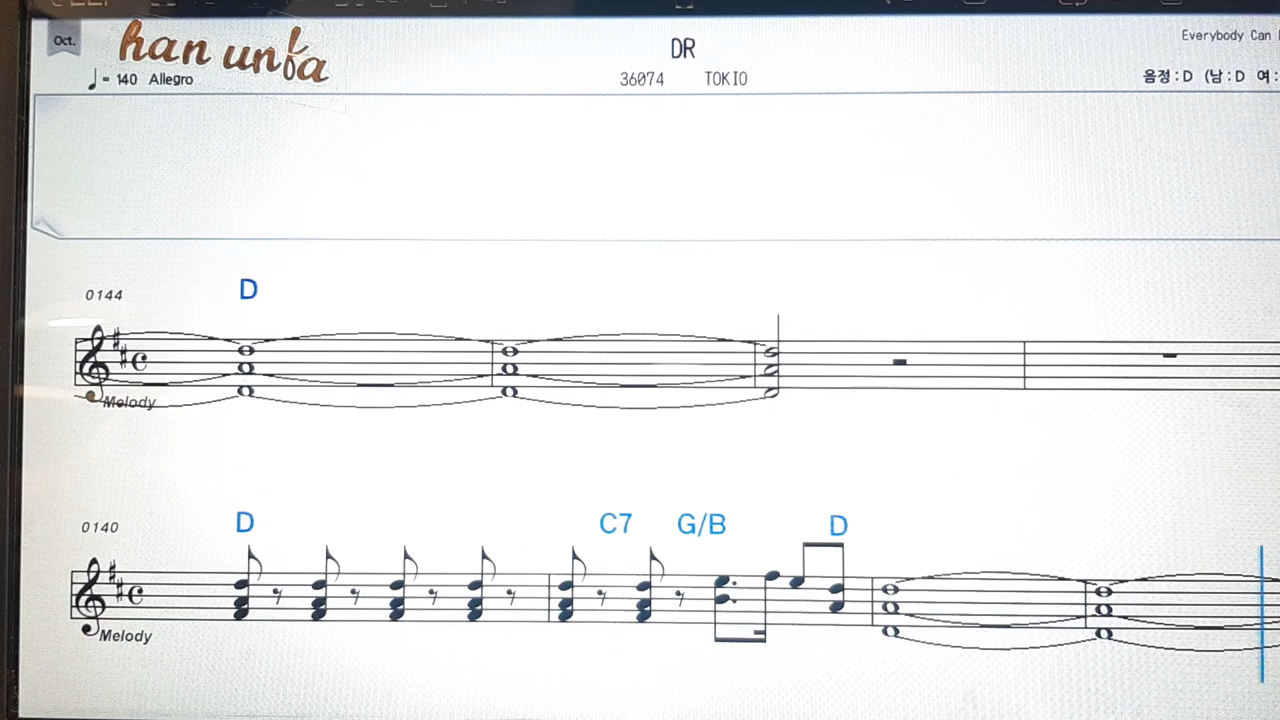 Oct.
han unfa
DR
Everybody Can
♩= 140 Allegro
36074 TOKIO
음정:D (남:D 여:
0144
D
Melody
0140
D C7 G/B D
Melody